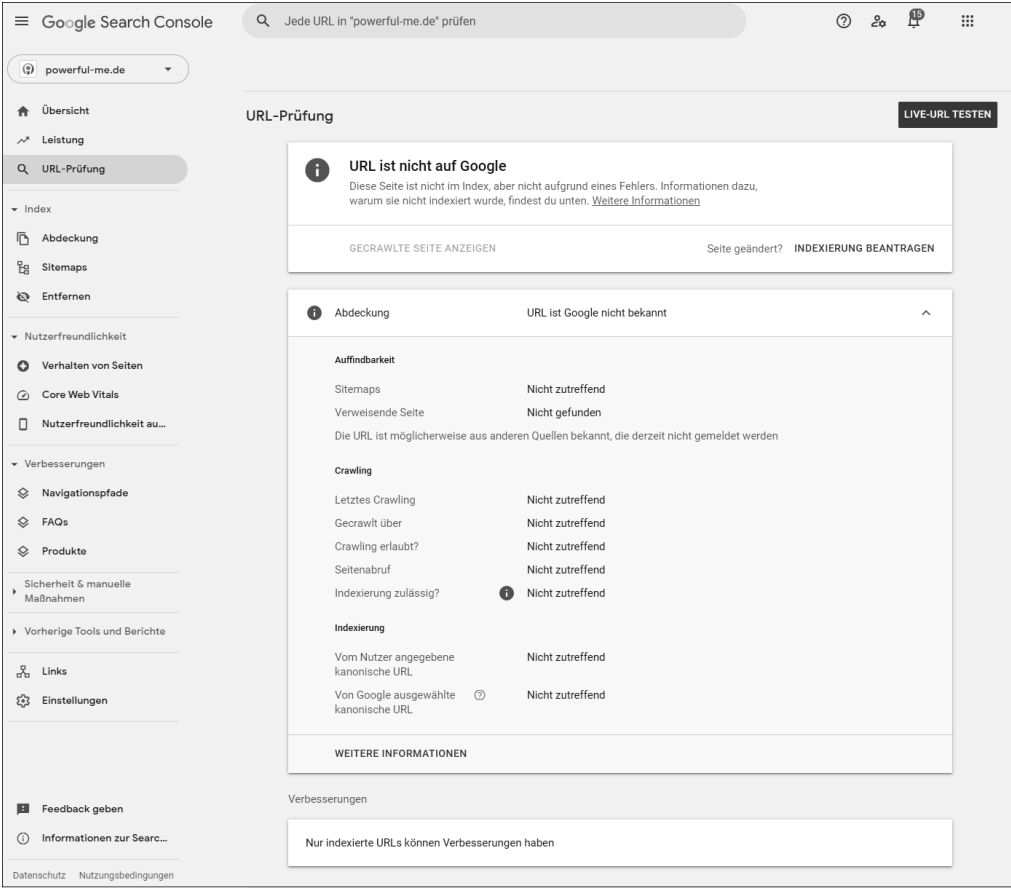 Google Search Console
Jede URL in "powerful-me.de" prüfen
15
powerful-me.de
Übersicht
Leistung
URL-Prüfung
Index
Abdeckung
Sitemaps
Entfernen
Nutzerfreundlichkeit
Verhalten von Seiten
Core Web Vitals
Nutzerfreundlichkeit au...
Verbesserungen
Navigationspfade
FAQs
Produkte
Sicherheit & manuelle
Maßnahmen
Vorherige Tools und Berichte
Links
Einstellungen
Feedback geben
Informationen zur Searc...
Datenschutz Nutzungsbedingungen
URL-Prüfung
LIVE-URL TESTEN
URL ist nicht auf Google
Diese Seite ist nicht im Index, aber nicht aufgrund eines Fehlers. Informationen dazu,
warum sie nicht indexiert wurde, findest du unten. Weitere Informationen
GECRAWLTE SEITE ANZEIGEN
Seite geändert? INDEXIERUNG BEANTRAGEN
Abdeckung URL ist Google nicht bekannt
Auffindbarkeit
Sitemaps Nicht zutreffend
Verweisende Seite Nicht gefunden
Die URL ist möglicherweise aus anderen Quellen bekannt, die derzeit nicht gemeldet werden
Crawling
Letztes Crawling Nicht zutreffend
Gecrawlt über Nicht zutreffend
Crawling erlaubt? Nicht zutreffend
Seitenabruf Nicht zutreffend
Indexierung zulässig? Nicht zutreffend
Indexierung
Vom Nutzer angegebene Nicht zutreffend
kanonische URL
Von Google ausgewählte Nicht zutreffend
kanonische URL
WEITERE INFORMATIONEN
Verbesserungen
Nur indexierte URLs können Verbesserungen haben